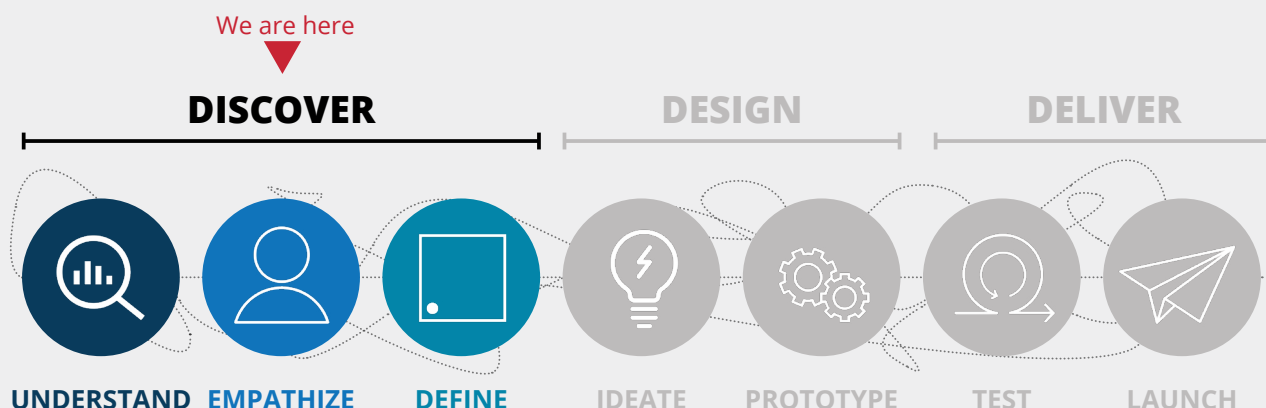 We are here
DISCOVER
DESIGN
DELIVER
UNDERSTAND
EMPATHIZE
DEFINE
IDEATE
PROTOTYPE
TEST
LAUNCH